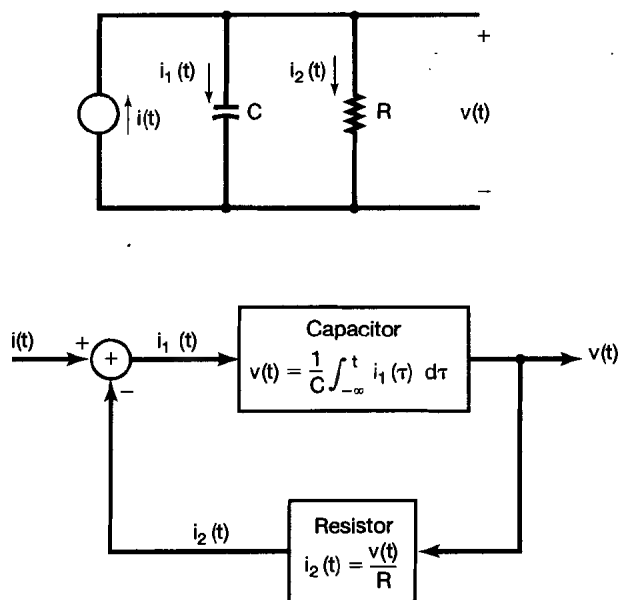 i₁ (t)
i₂(t)
+
i(t)
C
R
v(t)
−
i(t)
+
+
−
i₁ (t)
Capacitor
v(t) = 1/C ∫_{-∞}^{t} i₁(τ) dτ
v(t)
i₂ (t)
Resistor
i₂(t) = v(t)/R